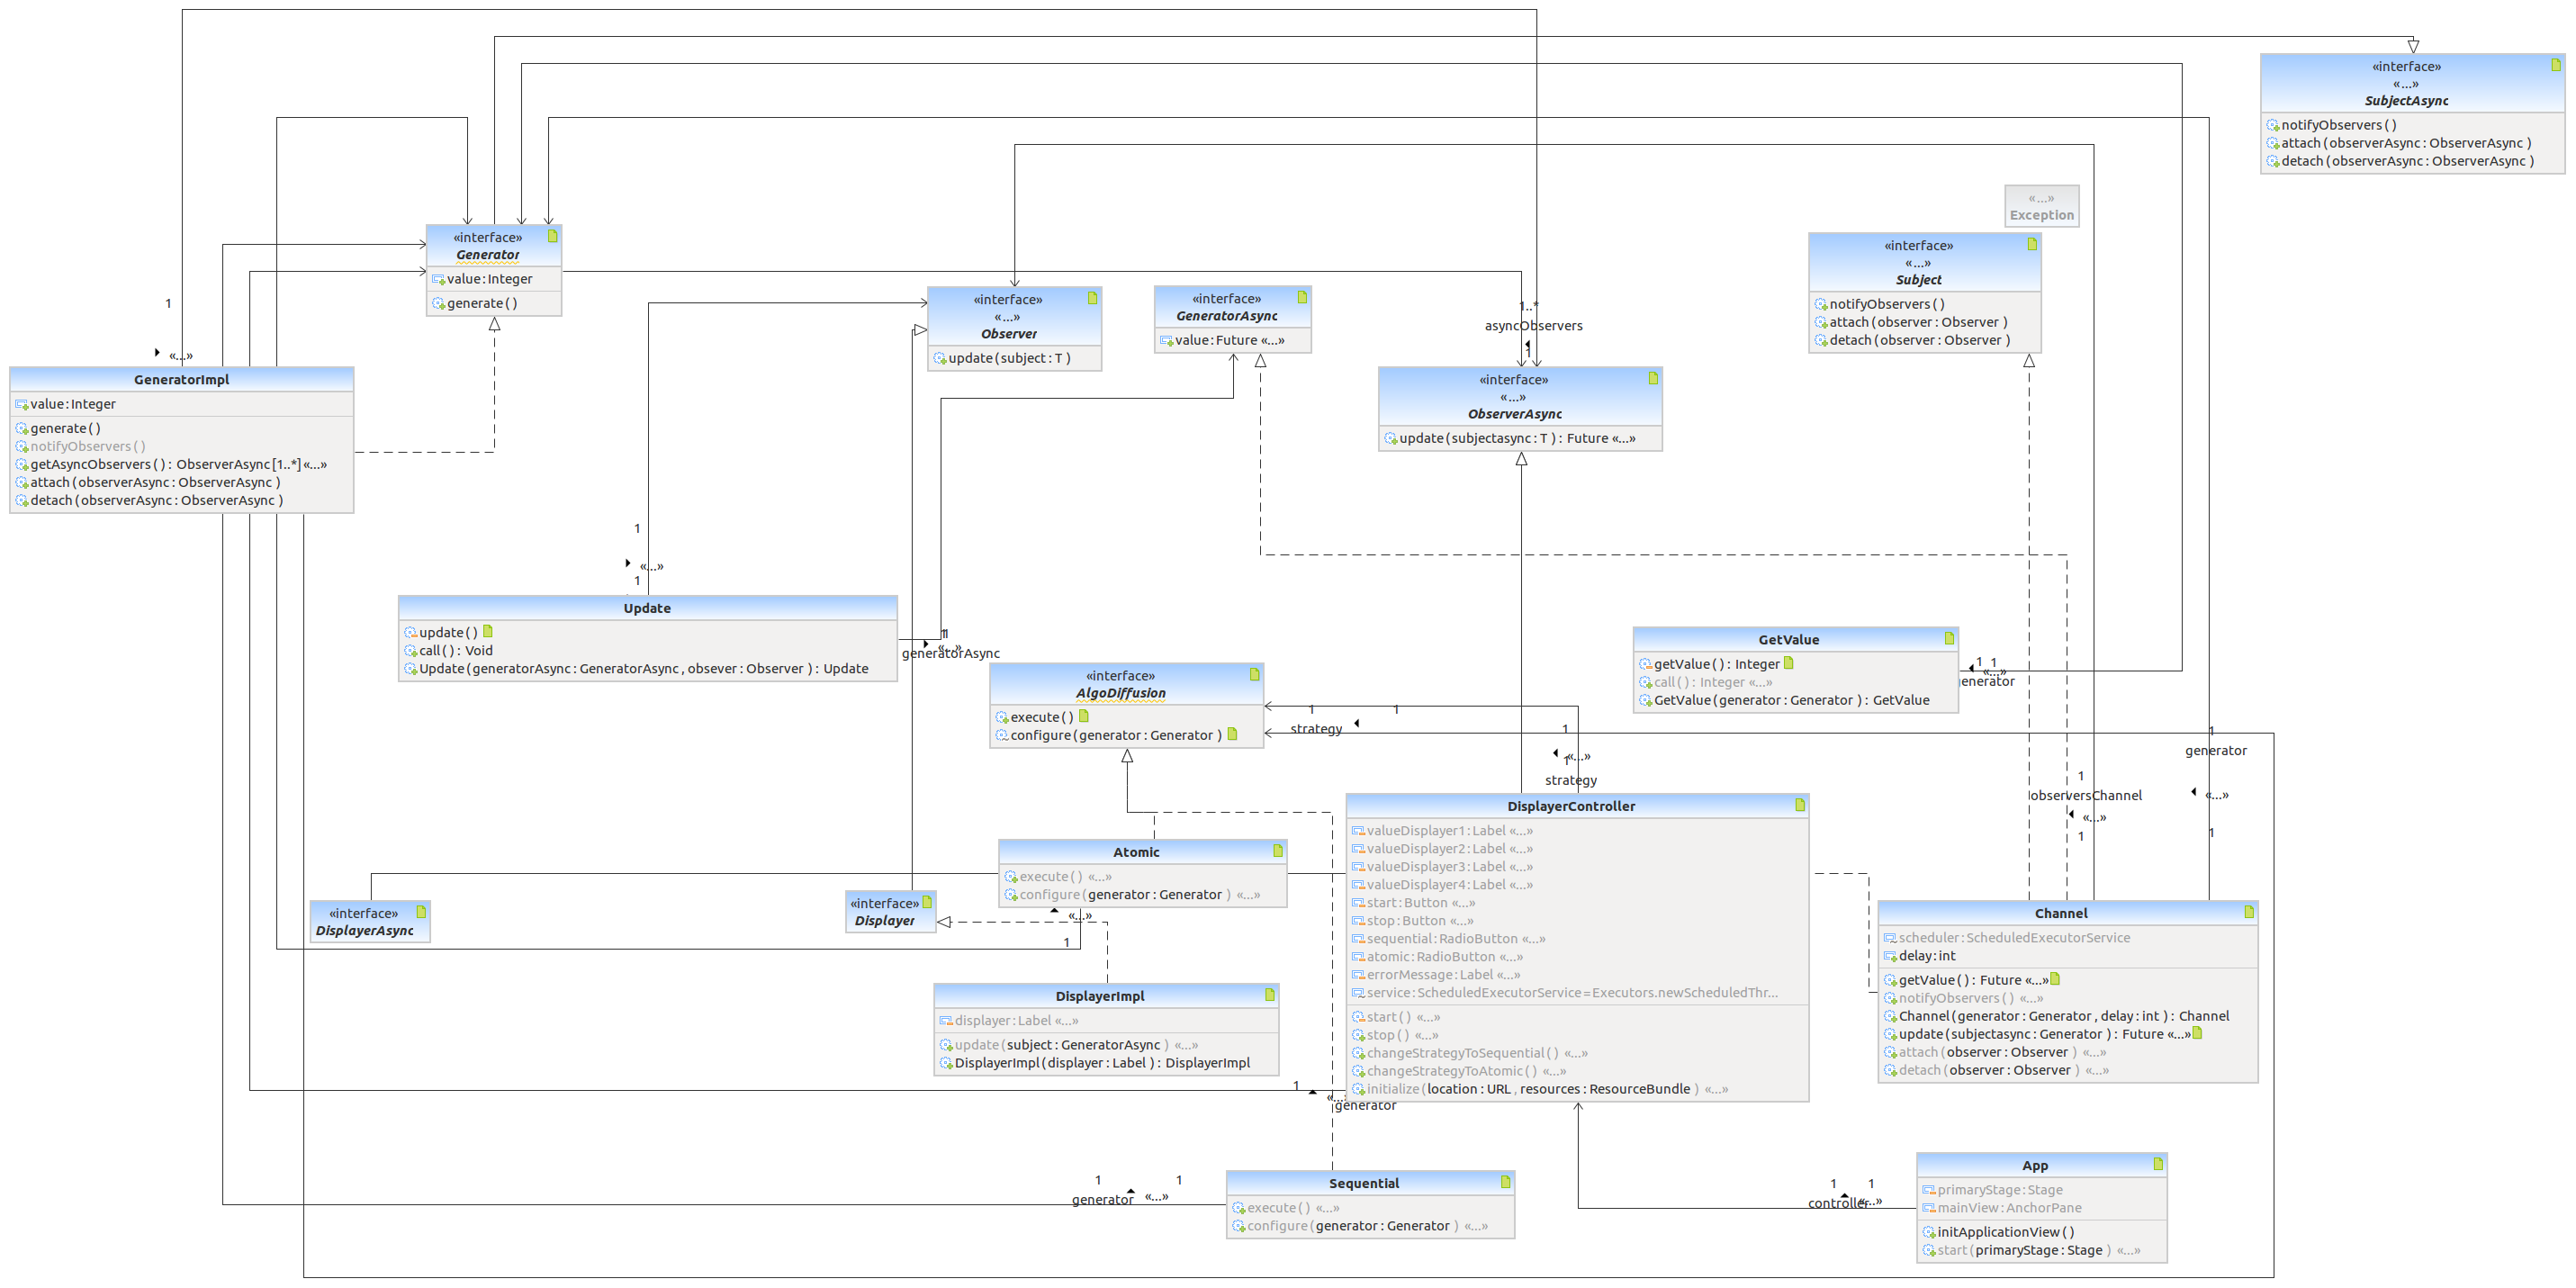 «interface»
«...»
SubjectAsync
notifyObservers()
attach(observerAsync:ObserverAsync )
detach(observerAsync:ObserverAsync )
«...»
Exception
«interface»
Generator
value:Integer
generate()
«interface»
«...»
Subject
notifyObservers()
attach(observer:Observer )
detach(observer:Observer )
«interface»
«...»
Observer
update(subject:T )
«interface»
GeneratorAsync
value:Future «...»
1
«...»
1..*
asyncObservers
1
GeneratorImpl
value:Integer
generate()
notifyObservers()
getAsyncObservers(): ObserverAsync[1..*]«...»
attach(observerAsync:ObserverAsync )
detach(observerAsync:ObserverAsync )
«interface»
«...»
ObserverAsync
update(subjectasync:T ): Future «...»
1
«...»
1
Update
update()
call(): Void
Update(generatorAsync:GeneratorAsync, obsever:Observer ): Update
1
«...»
generatorAsync
GetValue
getValue(): Integer
call(): Integer «...»
GetValue(generator:Generator ): GetValue
1
1
«...»
enerator
«interface»
AlgoDiffusion
execute()
configure(generator:Generator )
1
1
strategy
1
«...»
1
strategy
1
generator
«...»
1
1
observersChannel
«...»
1
DisplayerController
valueDisplayer1:Label «...»
valueDisplayer2:Label «...»
valueDisplayer3:Label «...»
valueDisplayer4:Label «...»
start:Button «...»
stop:Button «...»
sequential:RadioButton «...»
atomic:RadioButton «...»
errorMessage:Label «...»
service:ScheduledExecutorService=Executors.newScheduledThr...
start() «...»
stop() «...»
changeStrategyToSequential() «...»
changeStrategyToAtomic() «...»
initialize(location:URL, resources:ResourceBundle ) «...»
Atomic
execute() «...»
configure(generator:Generator ) «...»
«...»
1
«interface»
DisplayerAsync
«interface»
Displayer
Channel
scheduler:ScheduledExecutorService
delay:int
getValue(): Future «...»
notifyObservers() «...»
Channel(generator:Generator, delay:int ): Channel
update(subjectasync:Generator ): Future «...»
attach(observer:Observer ) «...»
detach(observer:Observer ) «...»
DisplayerImpl
displayer:Label «...»
update(subject:GeneratorAsync ) «...»
DisplayerImpl(displayer:Label ): DisplayerImpl
1
«...»
generator
Sequential
execute() «...»
configure(generator:Generator ) «...»
1
1
generator
«...»
App
primaryStage:Stage
mainView:AnchorPane
initApplicationView()
start(primaryStage:Stage ) «...»
1
1
controller
«...»